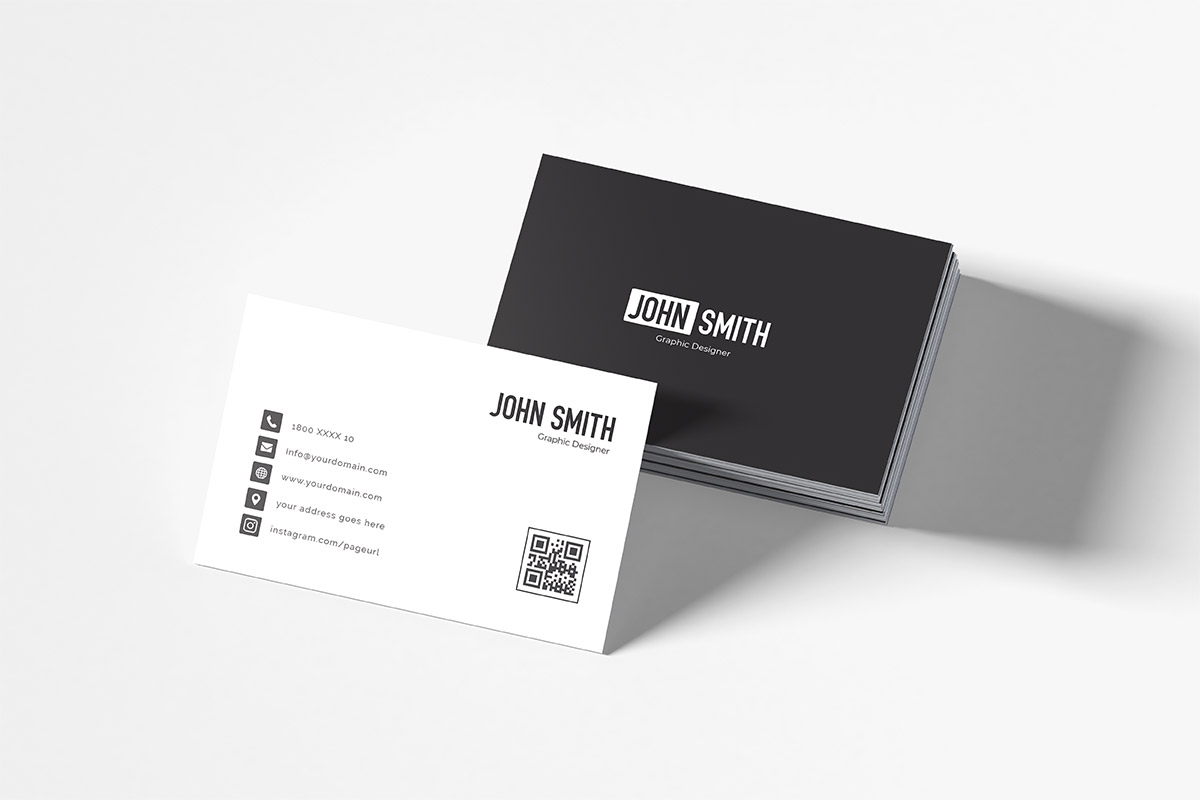 JOHN SMITH
Graphic Designer
JOHN SMITH
Graphic Designer
1800 XXXX 10
info@yourdomain.com
www.yourdomain.com
your address goes here
instagram.com/pageurl